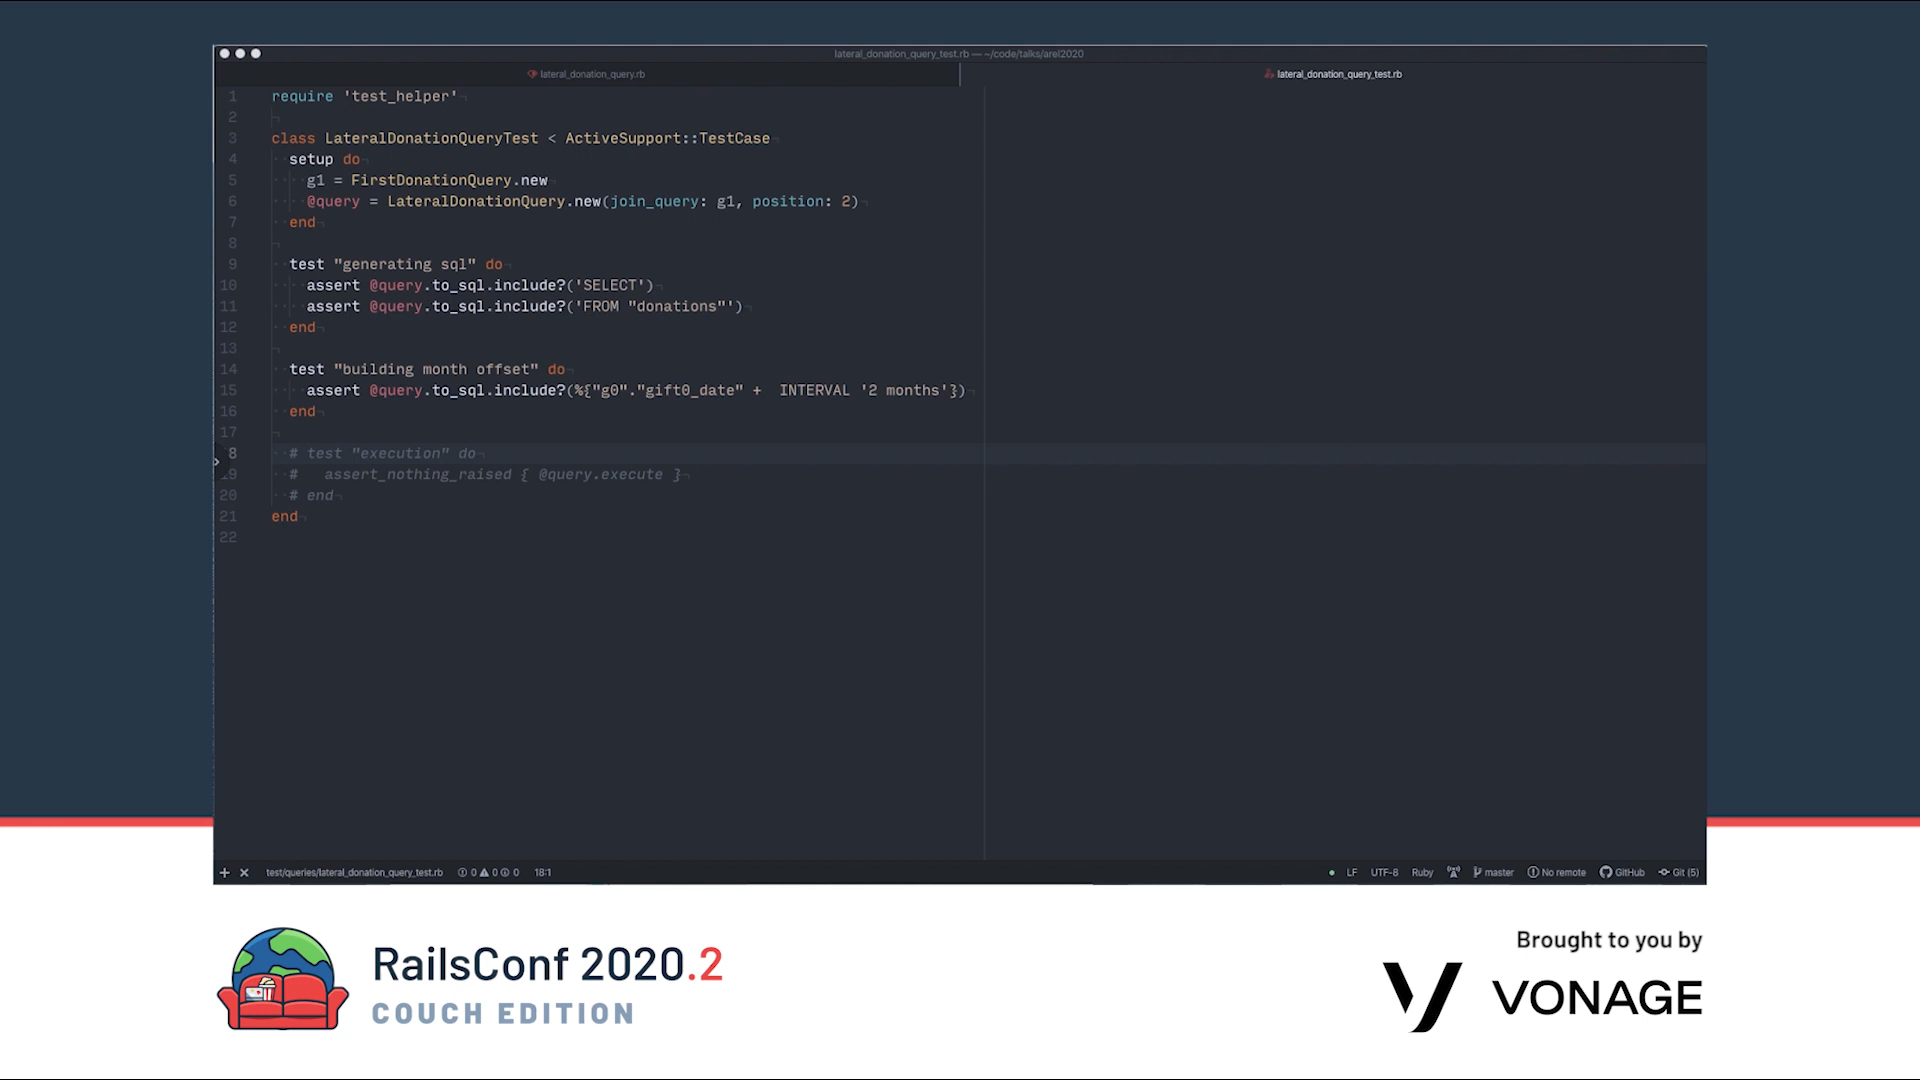 lateral_donation_query_test.rb — ~/code/talks/arel2020
lateral_donation_query.rb
lateral_donation_query_test.rb
1 require 'test_helper'
2
3 class LateralDonationQueryTest < ActiveSupport::TestCase
4 setup do
5 g1 = FirstDonationQuery.new
6 @query = LateralDonationQuery.new(join_query: g1, position: 2)
7 end
8
9 test "generating sql" do
10 assert @query.to_sql.include?('SELECT')
11 assert @query.to_sql.include?('FROM "donations"')
12 end
13
14 test "building month offset" do
15 assert @query.to_sql.include?(%{"g0"."gift0_date" +  INTERVAL '2 months'})
16 end
17
8 # test "execution" do
19 #   assert_nothing_raised { @query.execute }
20 # end
21 end
22
test/queries/lateral_donation_query_test.rb 0 0 0 18:1
LF UTF-8 Ruby master No remote GitHub Git (5)
RailsConf 2020.2
COUCH EDITION
Brought to you by
VONAGE